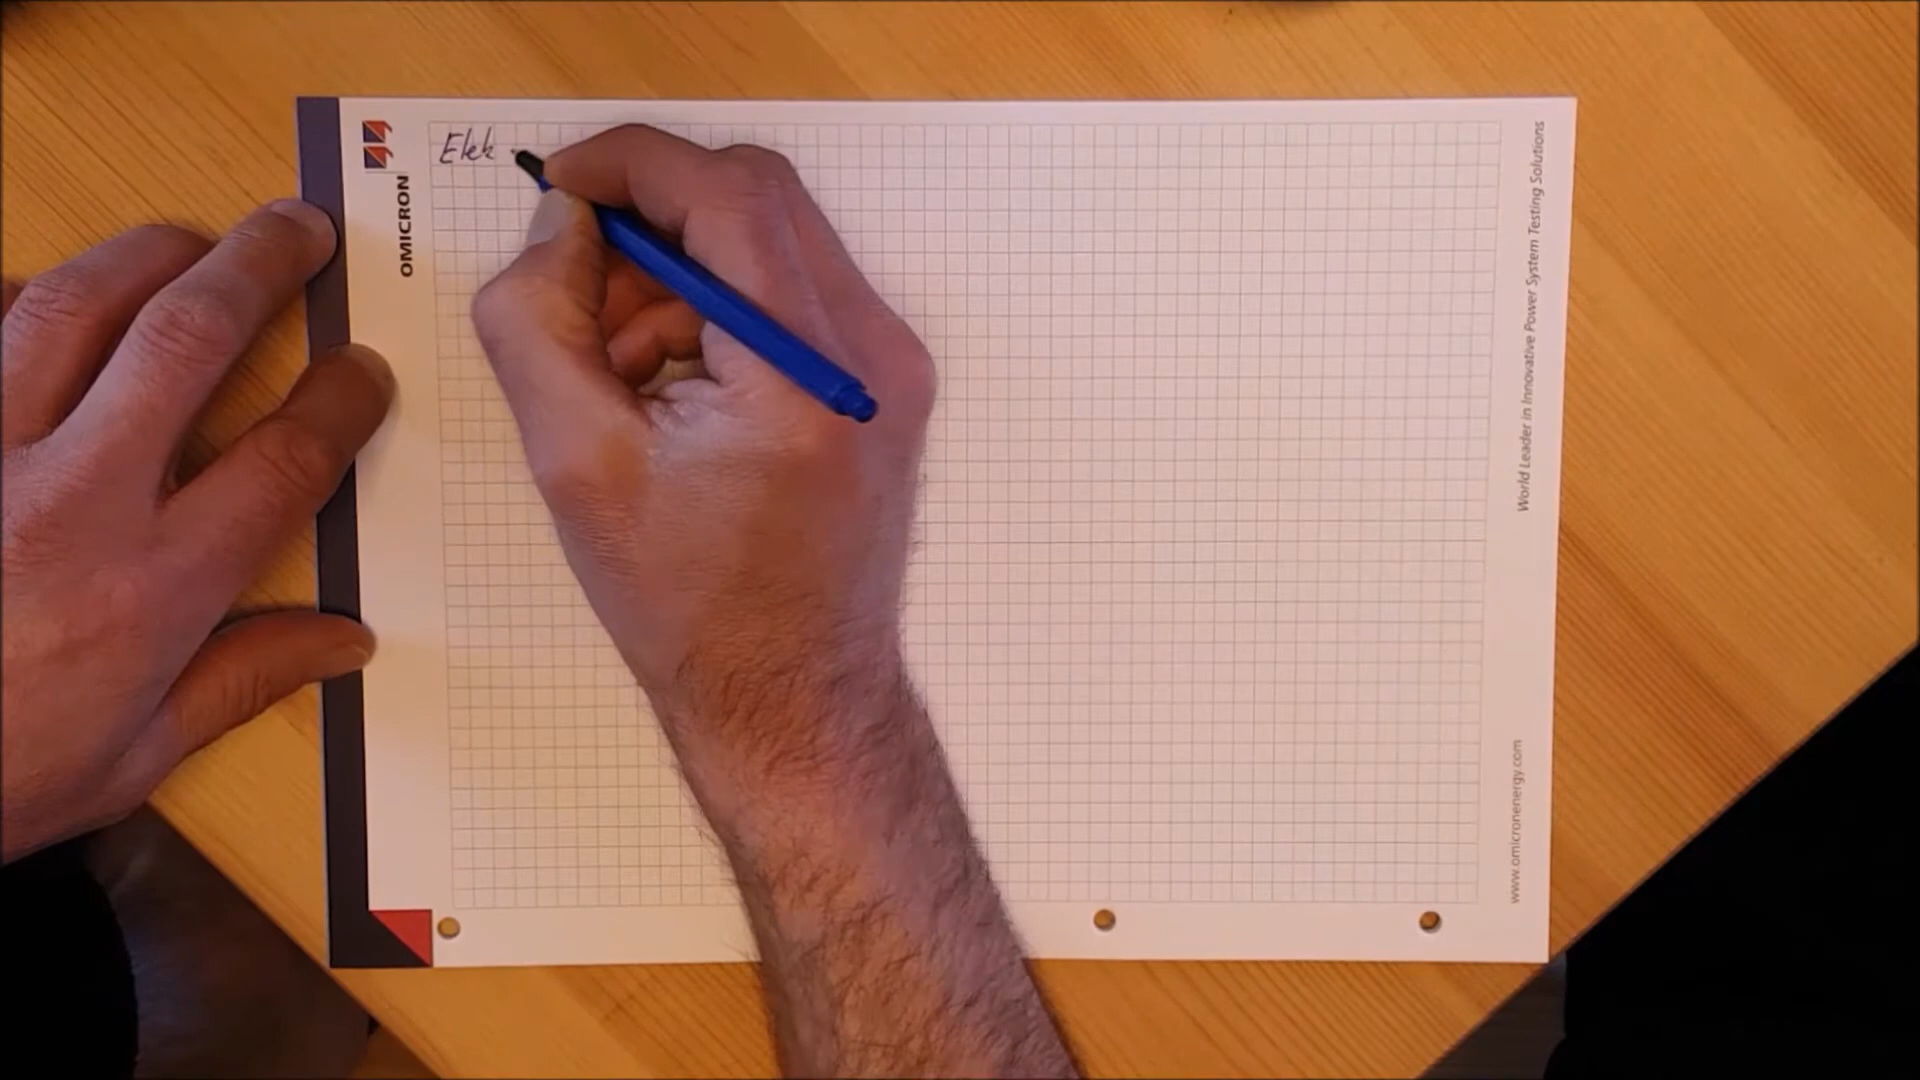 Elek
OMICRON
World Leader in Innovative Power System Testing Solutions
www.omicronenergy.com